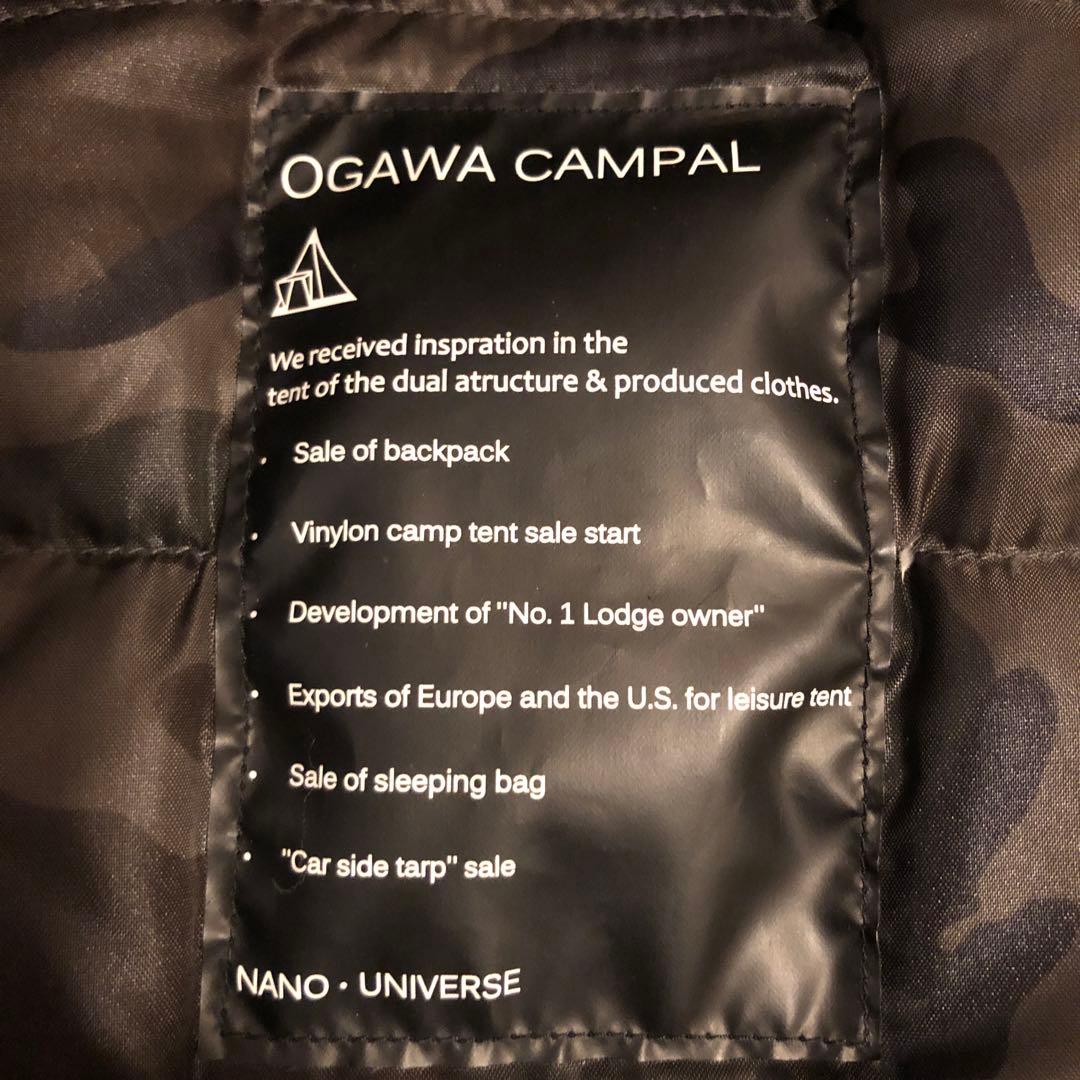 OGAWA CAMPAL
We received inspration in the
tent of the dual atructure & produced clothes.
· Sale of backpack
· Vinylon camp tent sale start
· Development of "No. 1 Lodge owner"
· Exports of Europe and the U.S. for leisure tent
· Sale of sleeping bag
· "Car side tarp" sale
NANO · UNIVERSE